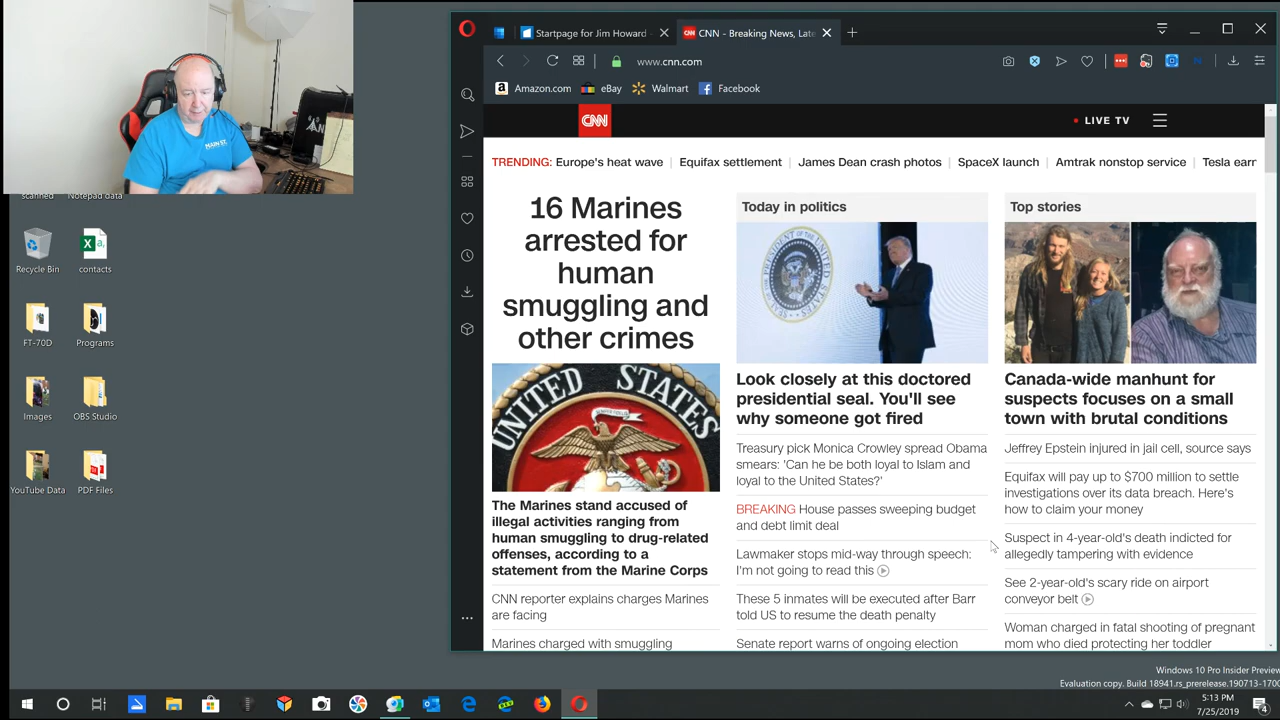 Startpage for Jim Howard -
CNN - Breaking News, Late
www.cnn.com
Amazon.com
eBay
Walmart
Facebook
CNN
LIVE TV
TRENDING: Europe's heat wave | Equifax settlement | James Dean crash photos | SpaceX launch | Amtrak nonstop service | Tesla earn
16 Marines
arrested for
human
smuggling and
other crimes
UNITED STATES
The Marines stand accused of
illegal activities ranging from
human smuggling to drug-related
offenses, according to a
statement from the Marine Corps
CNN reporter explains charges Marines
are facing
Marines charged with smuggling
Today in politics
Look closely at this doctored
presidential seal. You'll see
why someone got fired
Treasury pick Monica Crowley spread Obama
smears: 'Can he be both loyal to Islam and
loyal to the United States?'
BREAKING House passes sweeping budget
and debt limit deal
Lawmaker stops mid-way through speech:
I'm not going to read this
These 5 inmates will be executed after Barr
told US to resume the death penalty
Senate report warns of ongoing election
Top stories
Canada-wide manhunt for
suspects focuses on a small
town with brutal conditions
Jeffrey Epstein injured in jail cell, source says
Equifax will pay up to $700 million to settle
investigations over its data breach. Here's
how to claim your money
Suspect in 4-year-old's death indicted for
allegedly tampering with evidence
See 2-year-old's scary ride on airport
conveyor belt
Woman charged in fatal shooting of pregnant
mom who died protecting her toddler
MAIN ST.
scanned
Notepad data
Recycle Bin
contacts
FT-70D
Programs
Images
OBS Studio
YouTube Data
PDF Files
Windows 10 Pro Insider Preview
Evaluation copy. Build 18941.rs_prerelease.190713-1700
5:13 PM
7/25/2019
4